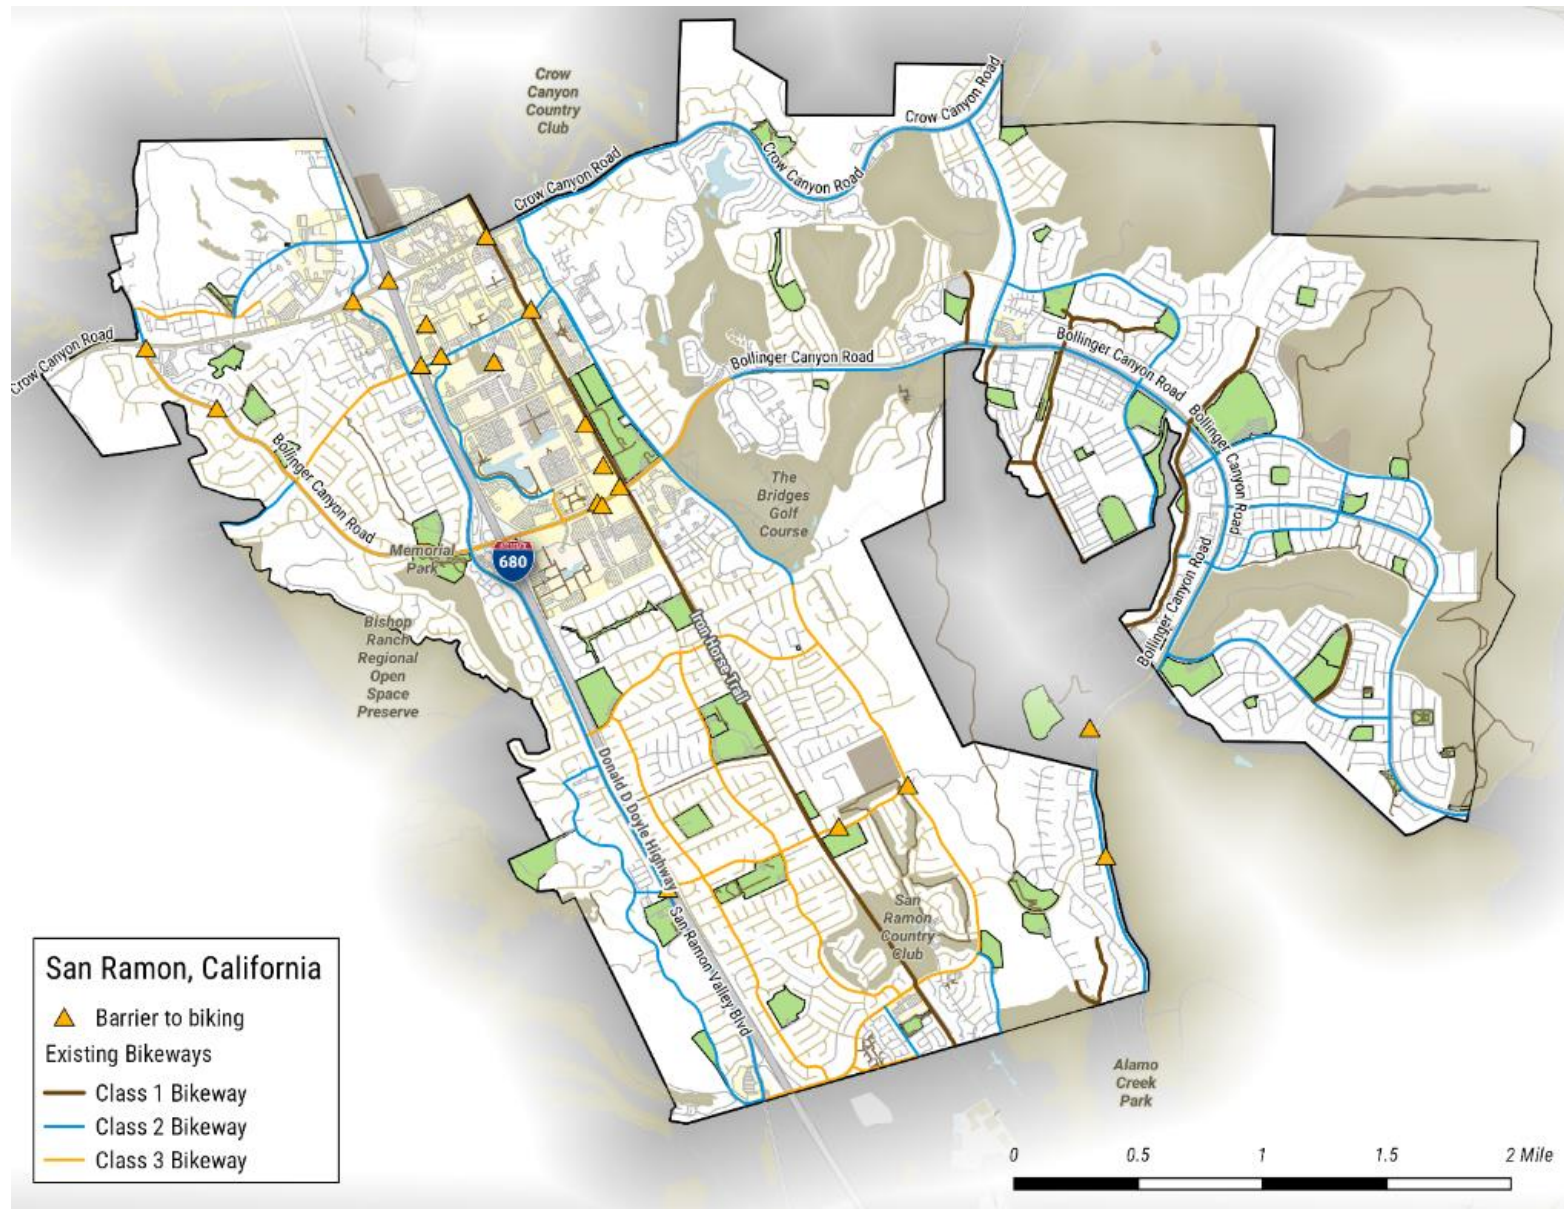 Crow
Canyon
Country
Club
Crow Canyon Road
Crow Canyon Road
Crow Canyon Road
Crow Canyon Road
Bollinger Canyon Road
Bollinger Canyon Road
Bollinger Canyon Road
Bollinger Canyon Road
Bollinger Canyon Road
The
Bridges
Golf
Course
Memorial
Park
INTERSTATE
680
Bishop
Ranch
Regional
Open
Space
Preserve
Iron Horse Trail
Donald D Doyle Highway
San Ramon Valley Blvd
San
Ramon
Country
Club
Alamo
Creek
Park
San Ramon, California
Barrier to biking
Existing Bikeways
Class 1 Bikeway
Class 2 Bikeway
Class 3 Bikeway
0 0.5 1 1.5 2 Mile